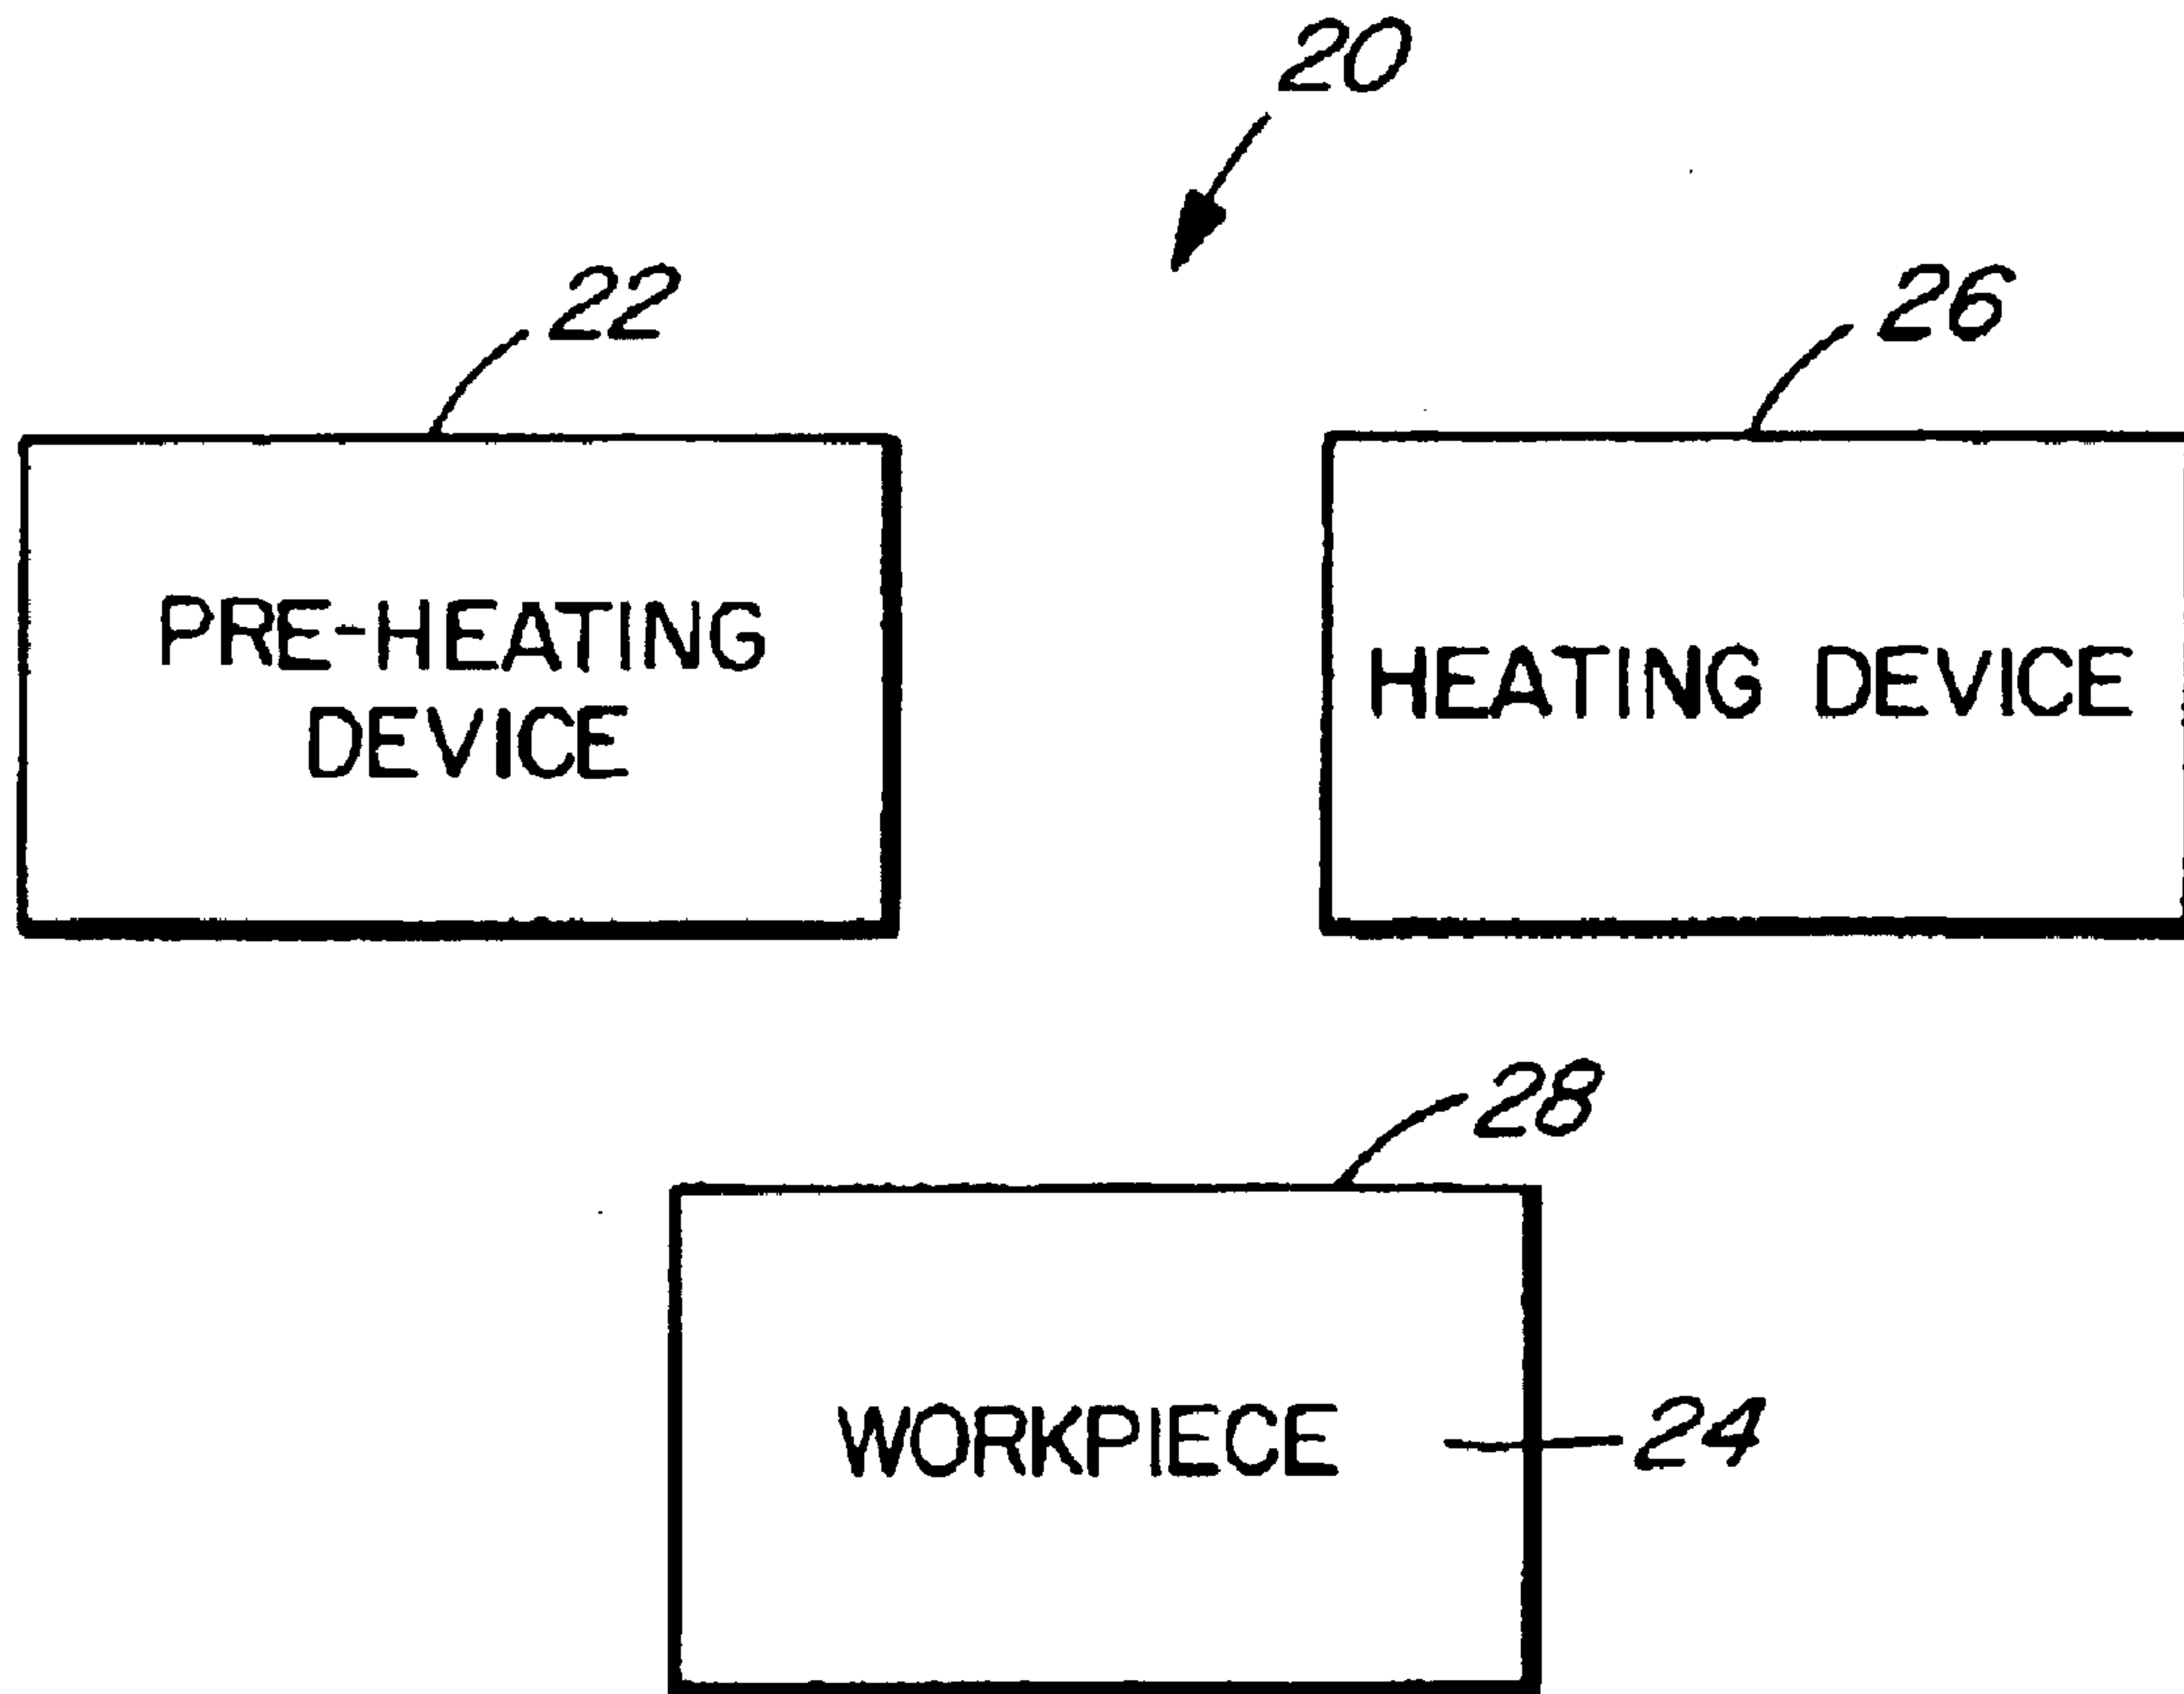 20
22
26
PRE-HEATING
DEVICE
HEATING DEVICE
28
WORKPIECE
24